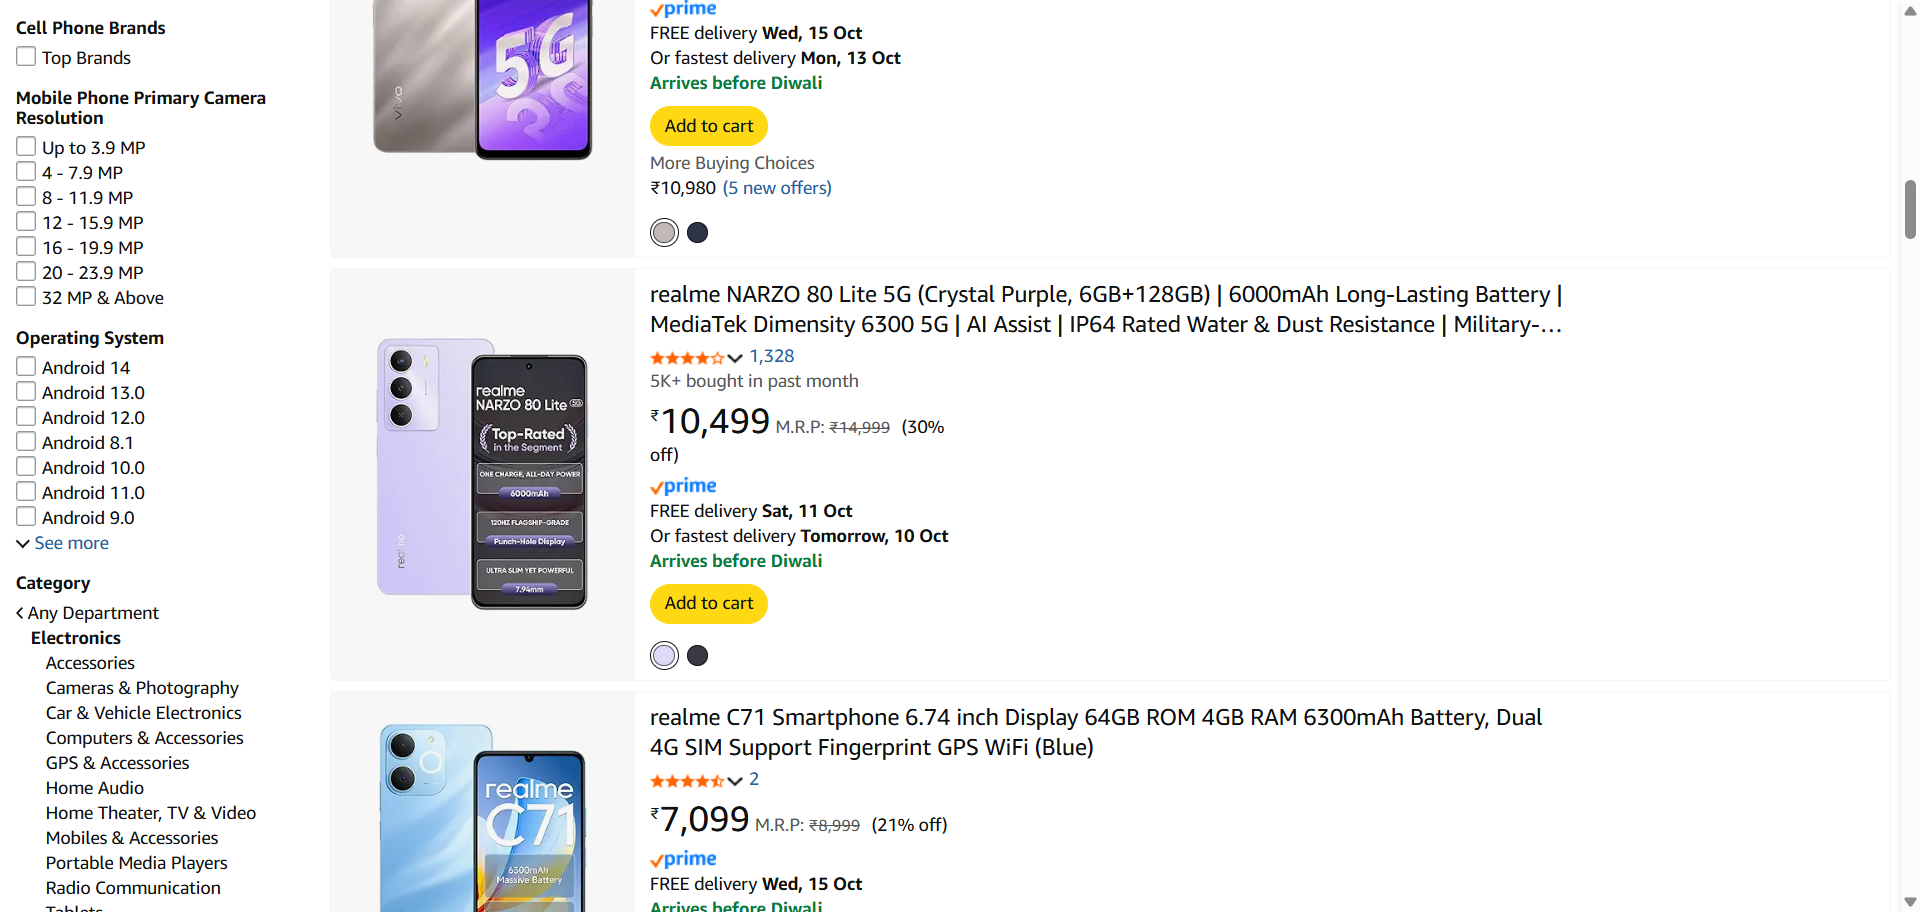 Cell Phone Brands
Top Brands
Mobile Phone Primary Camera
Resolution
Up to 3.9 MP
4 - 7.9 MP
8 - 11.9 MP
12 - 15.9 MP
16 - 19.9 MP
20 - 23.9 MP
32 MP & Above
Operating System
Android 14
Android 13.0
Android 12.0
Android 8.1
Android 10.0
Android 11.0
Android 9.0
See more
Category
Any Department
Electronics
Accessories
Cameras & Photography
Car & Vehicle Electronics
Computers & Accessories
GPS & Accessories
Home Audio
Home Theater, TV & Video
Mobiles & Accessories
Portable Media Players
Radio Communication
Tablets
vivo
5G
prime
FREE delivery Wed, 15 Oct
Or fastest delivery Mon, 13 Oct
Arrives before Diwali
Add to cart
More Buying Choices
₹10,980 (5 new offers)
realme
realme
NARZO 80 Lite 5G
Top-Rated
in the Segment
ONE CHARGE, ALL-DAY POWER
6000mAh
120HZ FLAGSHIP-GRADE
Punch-Hole Display
ULTRA SLIM YET POWERFUL
7.94mm
realme NARZO 80 Lite 5G (Crystal Purple, 6GB+128GB) | 6000mAh Long-Lasting Battery |
MediaTek Dimensity 6300 5G | AI Assist | IP64 Rated Water & Dust Resistance | Military-…
1,328
5K+ bought in past month
₹10,499 M.R.P: ₹14,999 (30%
off)
prime
FREE delivery Sat, 11 Oct
Or fastest delivery Tomorrow, 10 Oct
Arrives before Diwali
Add to cart
realme
C71
6300mAh
Massive Battery
realme C71 Smartphone 6.74 inch Display 64GB ROM 4GB RAM 6300mAh Battery, Dual
4G SIM Support Fingerprint GPS WiFi (Blue)
2
₹7,099 M.R.P: ₹8,999 (21% off)
prime
FREE delivery Wed, 15 Oct
Arrives before Diwali